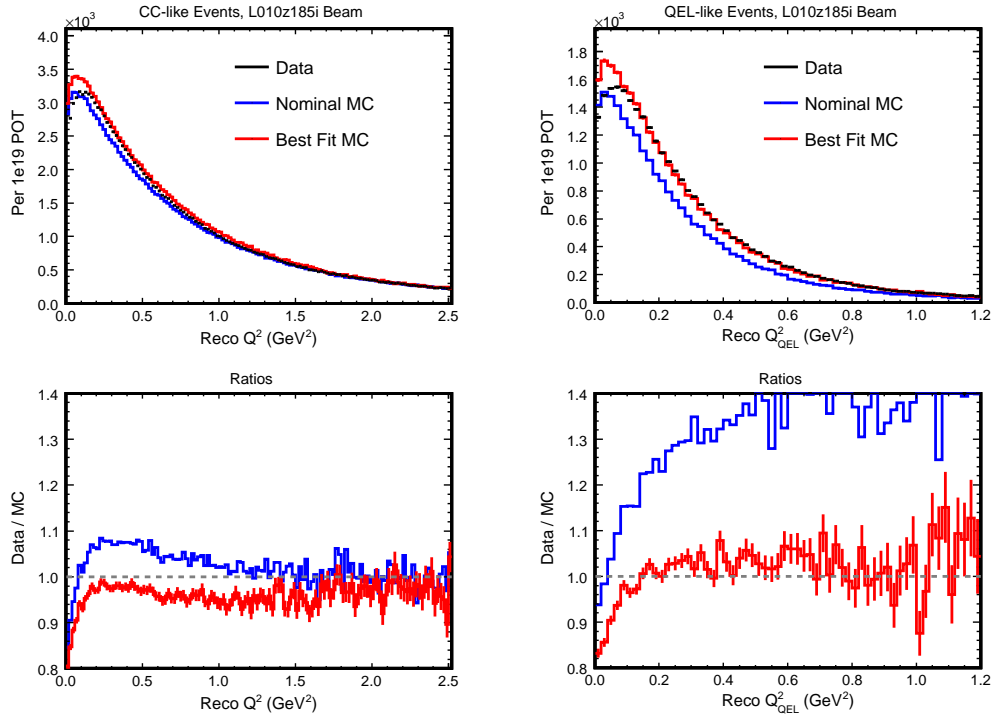 CC-like Events, L010z185i Beam
×10³
Per 1e19 POT
4.0
3.5
3.0
2.5
2.0
1.5
1.0
0.5
0.0
Data
Nominal MC
Best Fit MC
0.0 0.5 1.0 1.5 2.0 2.5
Reco Q² (GeV²)
QEL-like Events, L010z185i Beam
×10³
Per 1e19 POT
1.8
1.6
1.4
1.2
1.0
0.8
0.6
0.4
0.2
0.0
Data
Nominal MC
Best Fit MC
0.0 0.2 0.4 0.6 0.8 1.0 1.2
Reco Q²_QEL (GeV²)
Ratios
Data / MC
1.4
1.3
1.2
1.1
1.0
0.9
0.8
0.0 0.5 1.0 1.5 2.0 2.5
Reco Q² (GeV²)
Ratios
Data / MC
1.4
1.3
1.2
1.1
1.0
0.9
0.8
0.0 0.2 0.4 0.6 0.8 1.0 1.2
Reco Q²_QEL (GeV²)